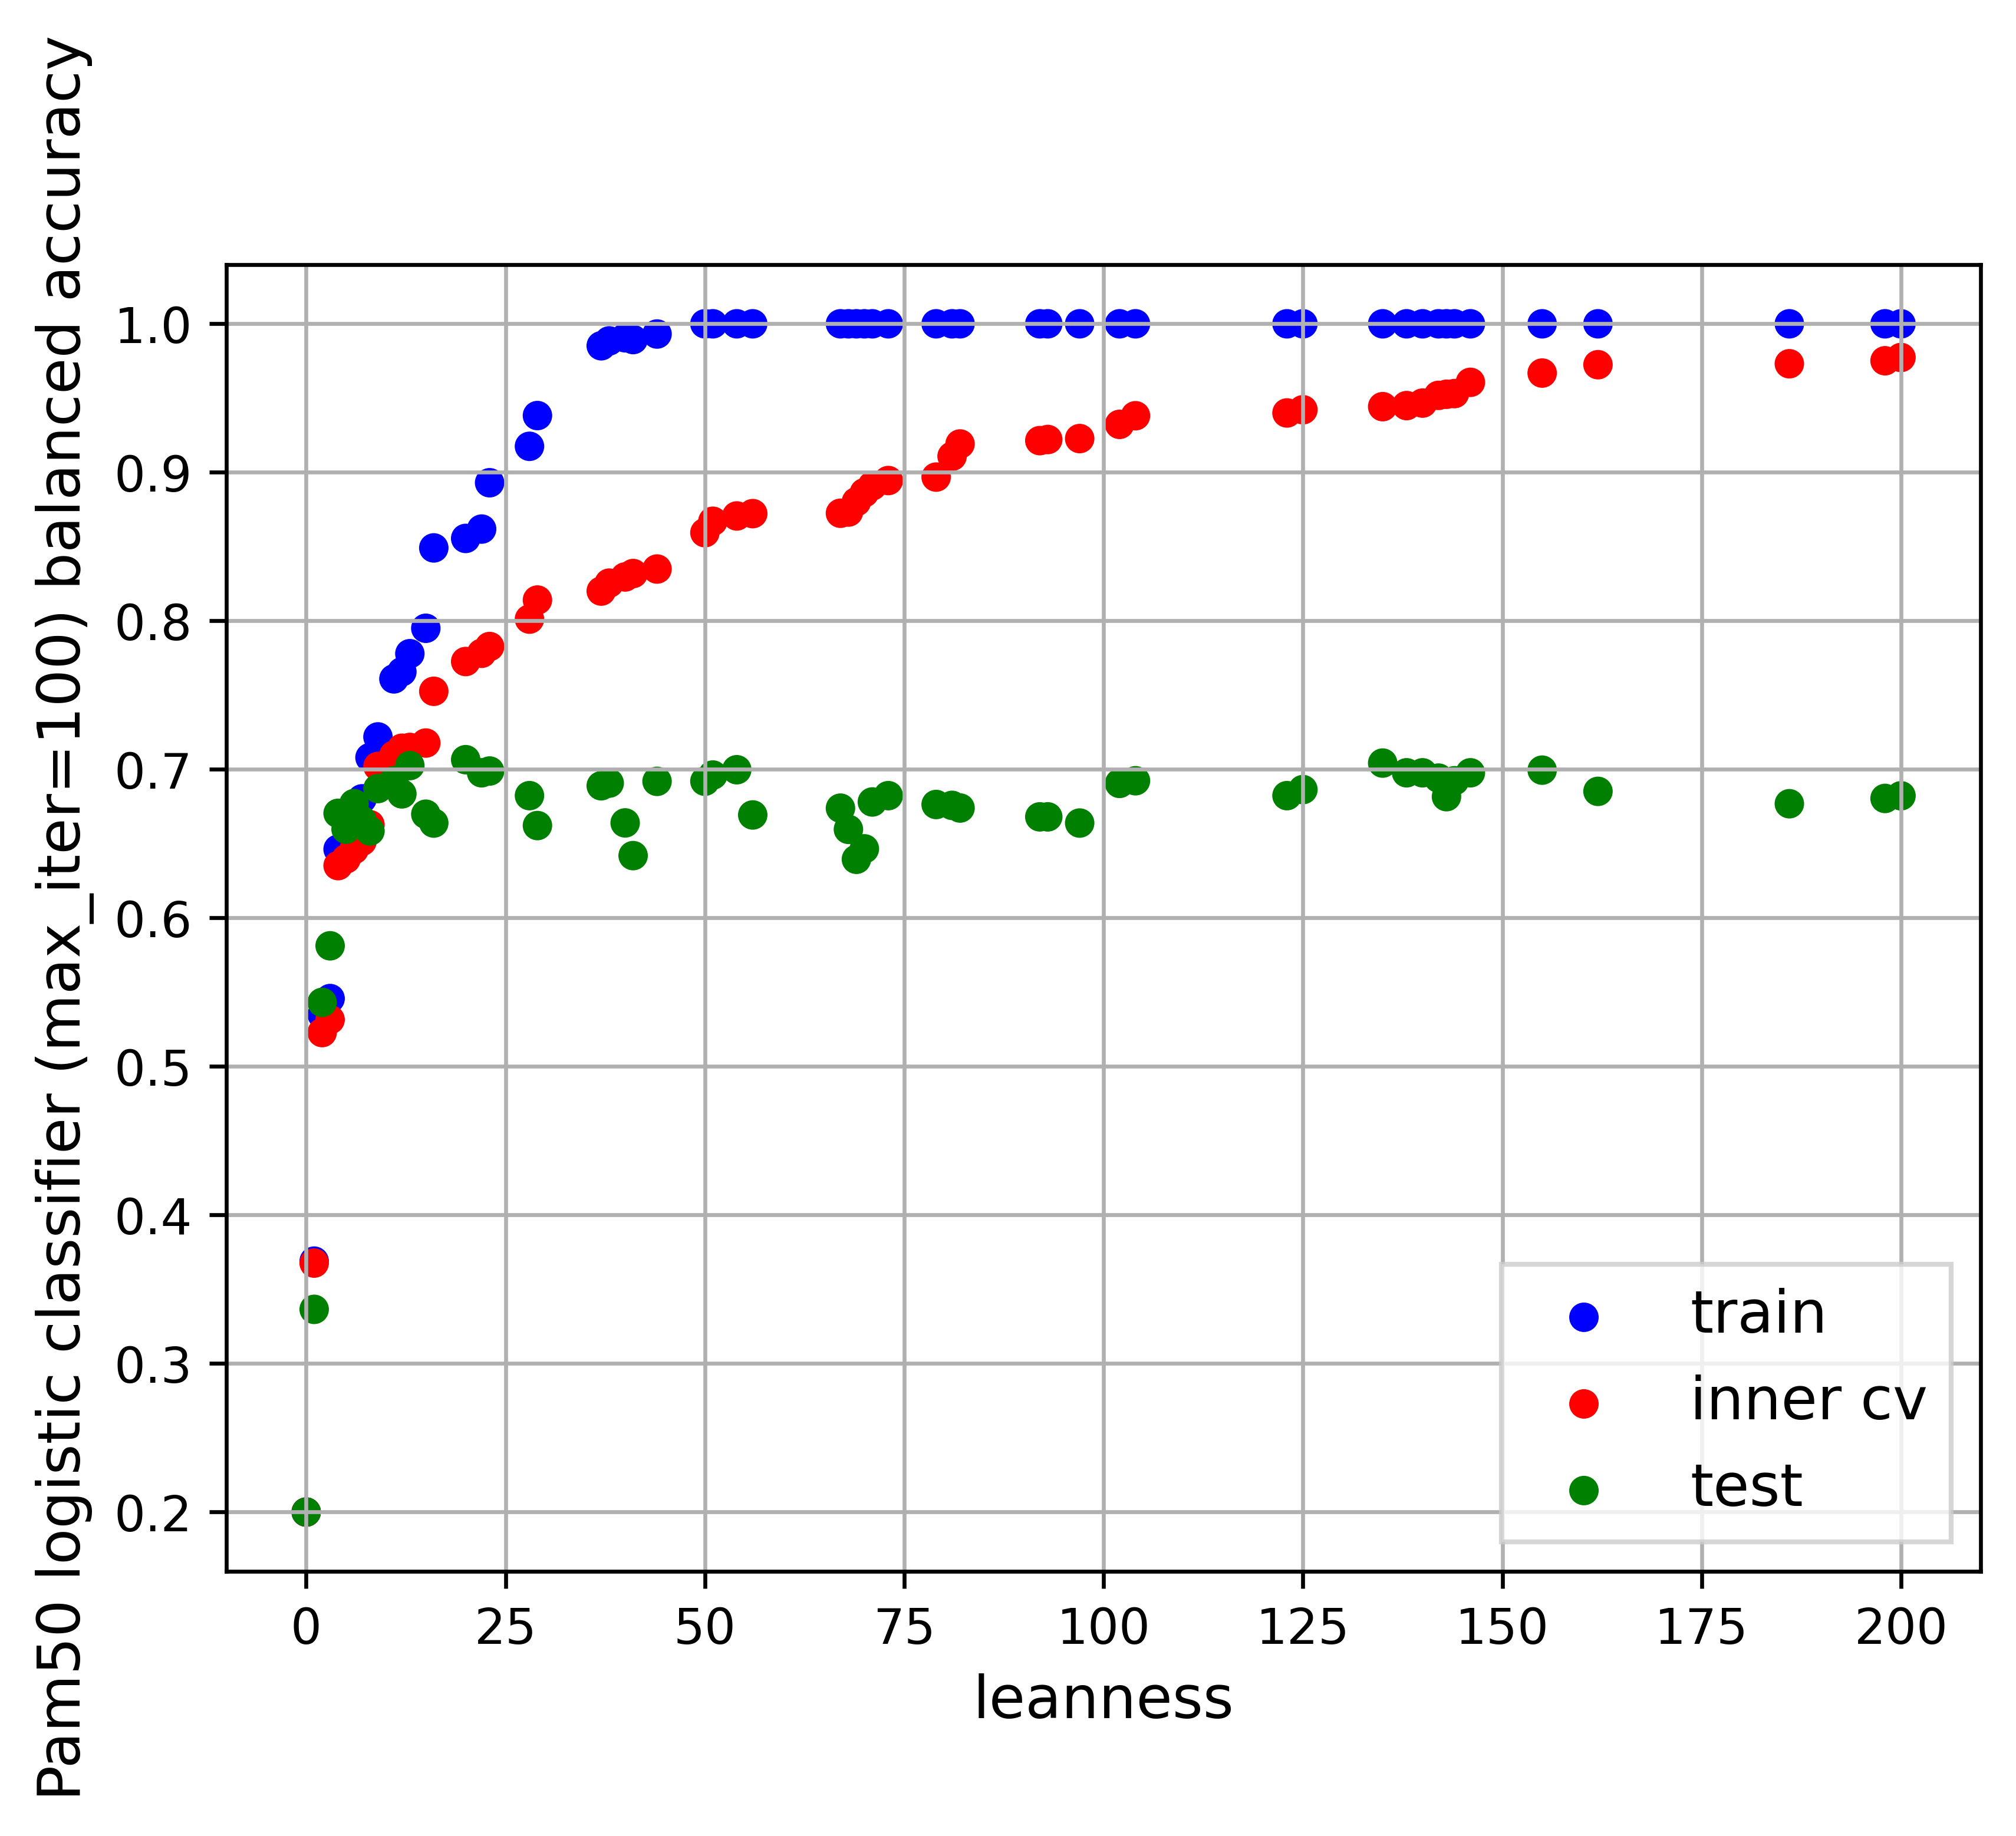 Pam50 logistic classifier (max_iter=100) balanced accuracy
1.0
0.9
0.8
0.7
0.6
0.5
0.4
0.3
0.2
train
inner cv
test
0 25 50 75 100 125 150 175 200
leanness